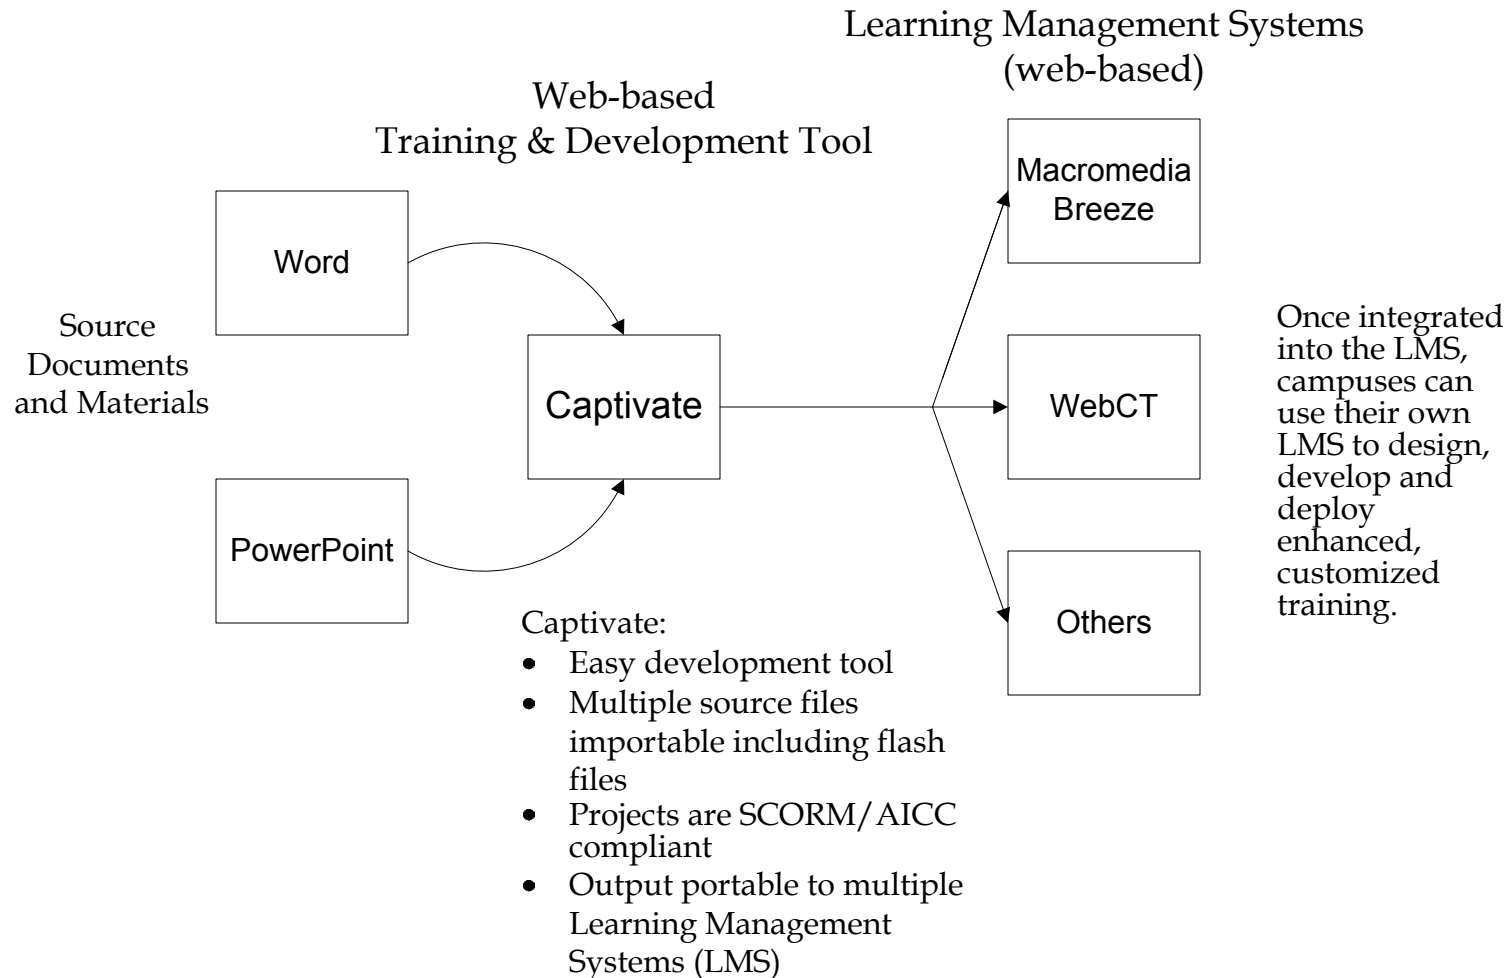 Learning Management Systems
(web-based)
Web-based
Training & Development Tool
Macromedia
Breeze
Word
Source
Documents
and Materials
Captivate
WebCT
Once integrated
into the LMS,
campuses can
use their own
LMS to design,
develop and
deploy
enhanced,
customized
training.
PowerPoint
Others
Captivate:
• Easy development tool
• Multiple source files
importable including flash
files
• Projects are SCORM/AICC
compliant
• Output portable to multiple
Learning Management
Systems (LMS)